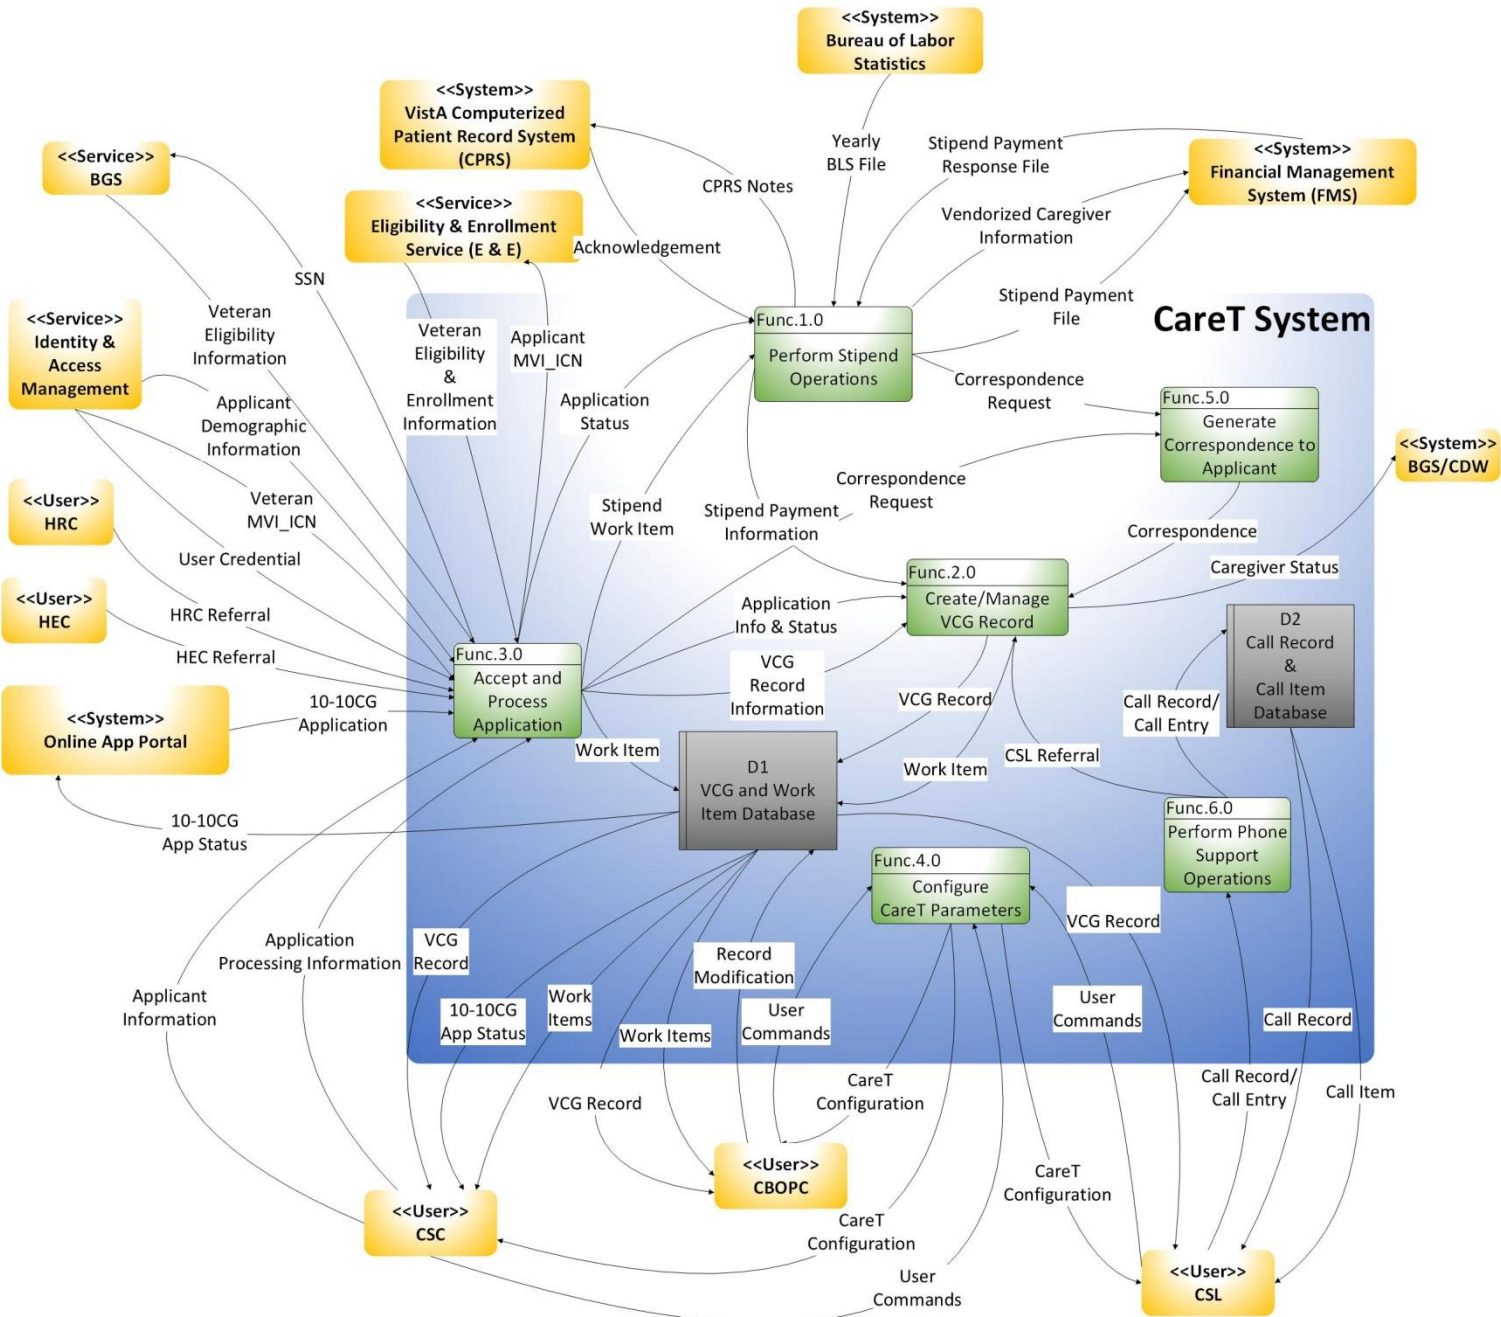 <<System>>
Bureau of Labor
Statistics
<<System>>
VistA Computerized
Patient Record System
(CPRS)
<<Service>>
BGS
<<Service>>
Eligibility & Enrollment
Service (E & E)
<<System>>
Financial Management
System (FMS)
Yearly
BLS File
Stipend Payment
Response File
CPRS Notes
Vendorized Caregiver
Information
Acknowledgement
SSN
Stipend Payment
File
CareT System
<<Service>>
Identity &
Access
Management
Veteran
Eligibility
Information
Veteran
Eligibility
&
Enrollment
Information
Applicant
MVI_ICN
Application
Status
Func.1.0
Perform Stipend
Operations
Correspondence
Request
Func.5.0
Generate
Correspondence to
Applicant
<<System>>
BGS/CDW
Applicant
Demographic
Information
<<User>>
HRC
Veteran
MVI_ICN
Stipend
Work Item
Correspondence
Request
Stipend Payment
Information
Correspondence
User Credential
Caregiver Status
<<User>>
HEC
HRC Referral
HEC Referral
Func.2.0
Create/Manage
VCG Record
Application
Info & Status
D2
Call Record
&
Call Item
Database
Func.3.0
Accept and
Process
Application
VCG
Record
Information
VCG Record
Call Record/
Call Entry
<<System>>
Online App Portal
10-10CG
Application
Work Item
D1
VCG and Work
Item Database
Work Item
CSL Referral
Func.6.0
Perform Phone
Support
Operations
10-10CG
App Status
Func.4.0
Configure
CareT Parameters
VCG Record
Application
Processing Information
VCG
Record
Record
Modification
Applicant
Information
10-10CG
App Status
Work
Items
Work Items
User
Commands
User
Commands
Call Record
VCG Record
CareT
Configuration
Call Record/
Call Entry
Call Item
<<User>>
CBOPC
<<User>>
CSC
CareT
Configuration
CareT
Configuration
User
Commands
<<User>>
CSL